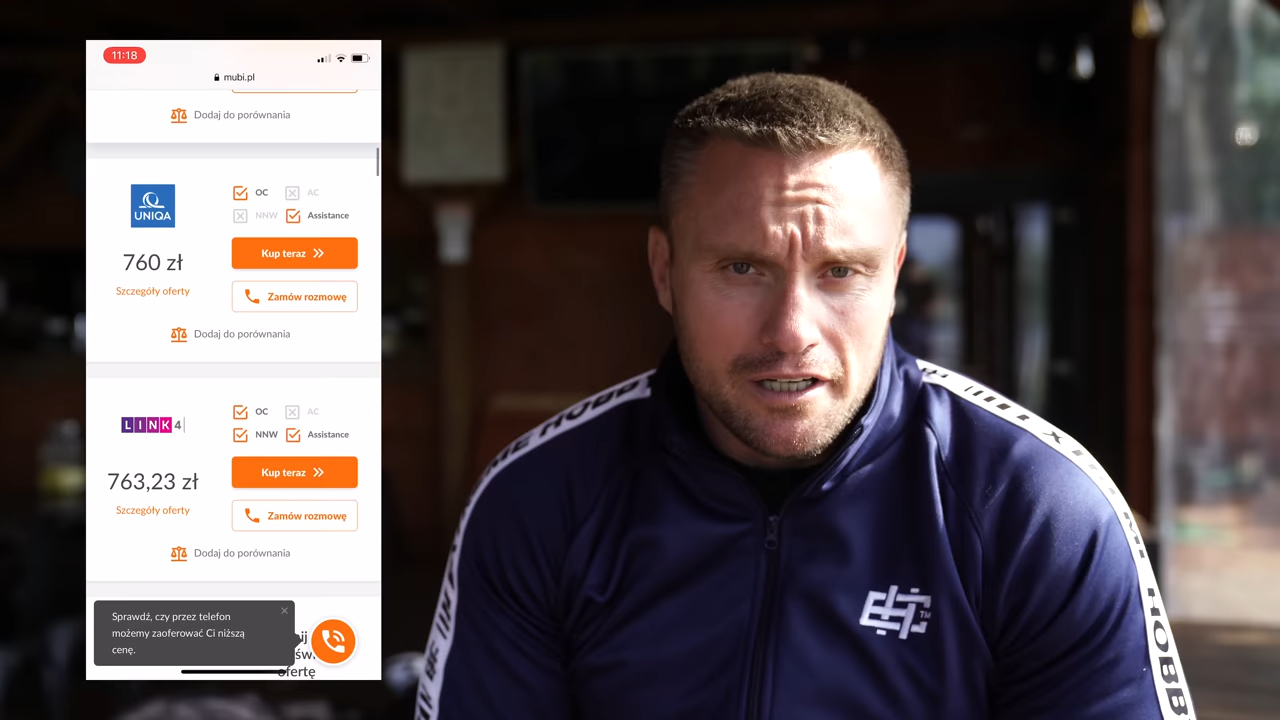 11:18
mubi.pl
Dodaj do porównania
UNIQA
OC
AC
NNW
Assistance
760 zł
Kup teraz
Szczegóły oferty
Zamów rozmowę
Dodaj do porównania
LINK4
OC
AC
NNW
Assistance
763,23 zł
Kup teraz
Szczegóły oferty
Zamów rozmowę
Dodaj do porównania
Sprawdź, czy przez telefon
możemy zaoferować Ci niższą
cenę.
ofertę
TM
HOBB